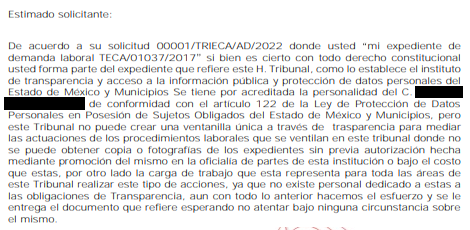 Estimado solicitante:
De acuerdo a su solicitud 00001/TRIECA/AD/2022 donde usted "mi expediente de
demanda laboral TECA/01037/2017" si bien es cierto con todo derecho constitucional
usted forma parte del expediente que refiere este H. Tribunal, como lo establece el instituto
de transparencia y acceso a la información pública y protección de datos personales del
Estado de México y Municipios Se tiene por acreditada la personalidad del C.
de conformidad con el artículo 122 de la Ley de Protección de Datos
Personales en Posesión de Sujetos Obligados del Estado de México y Municipios, pero
este Tribunal no puede crear una ventanilla única a través de transparencia para mediar
las actuaciones de los procedimientos laborales que se ventilan en este tribunal donde no
se puede obtener copia o fotografías de los expedientes sin previa autorización hecha
mediante promoción del mismo en la oficialía de partes de esta institución o bajo el costo
que estas, por otro lado la carga de trabajo que esta representa para todas las áreas de
este Tribunal realizar este tipo de acciones, ya que no existe personal dedicado a estas a
las obligaciones de Transparencia, aun con todo lo anterior hacemos el esfuerzo y se le
entrega el documento que refiere esperando no atentar bajo ninguna circunstancia sobre
el mismo.